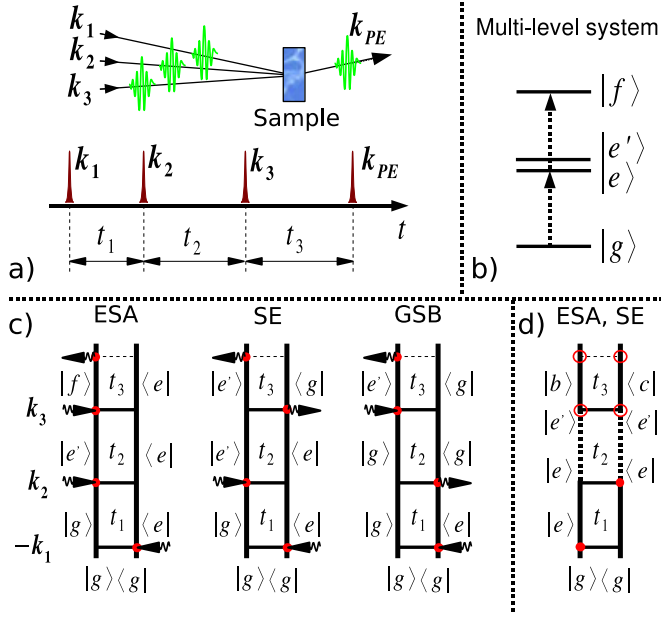 k1
k2
k3
kPE
Sample
k1 k2 k3 kPE
t1 t2 t3 t
a)
Multi-level system
|f⟩
|e'⟩
|e⟩
|g⟩
b)
c) ESA SE GSB
|f⟩ t3 ⟨e| |e'⟩ t3 ⟨g| |e'⟩ t3 ⟨g|
k3
|e'⟩ t2 ⟨e| |e'⟩ t2 ⟨e| |g⟩ t2 ⟨g|
k2
|g⟩ t1 ⟨e| |g⟩ t1 ⟨e| |g⟩ t1 ⟨e|
−k1
|g⟩⟨g| |g⟩⟨g| |g⟩⟨g|
d) ESA, SE
|b⟩ t3 ⟨c|
|e'⟩ ⟨e'|
t2
|e⟩ ⟨e|
|e⟩ t1 ⟨g|
|g⟩⟨g|